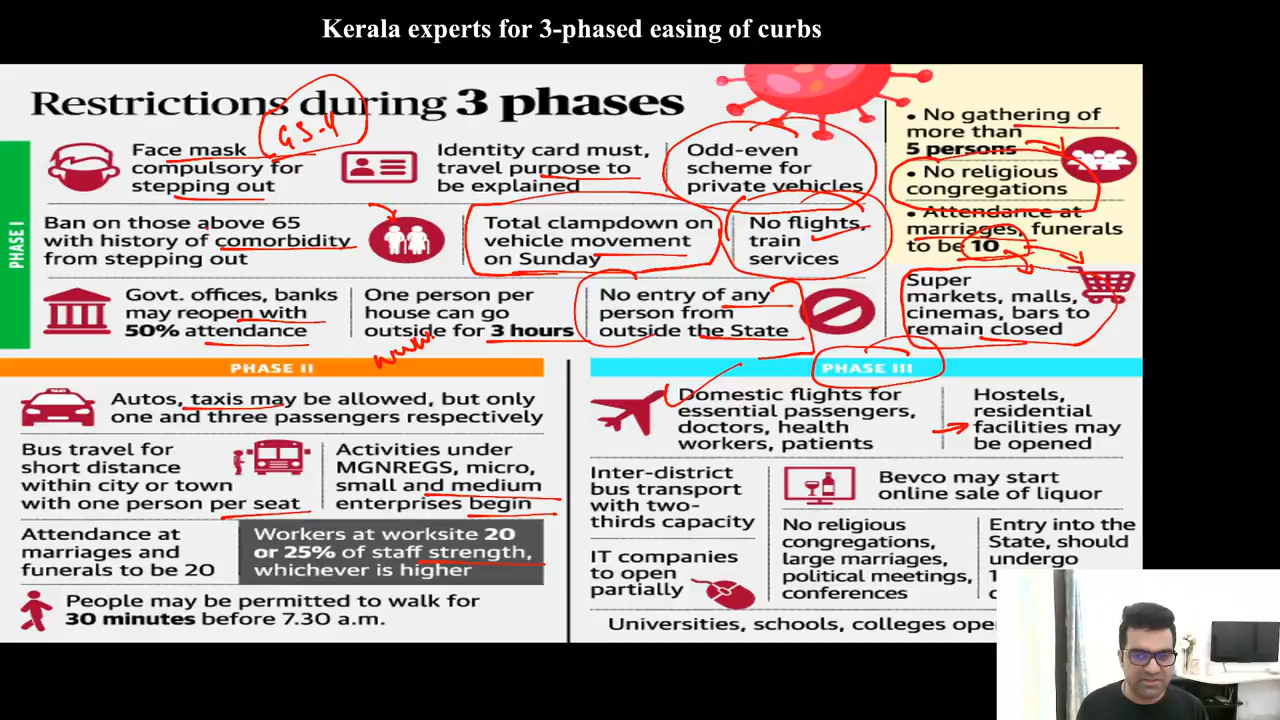 Kerala experts for 3-phased easing of curbs
Restrictions during 3 phases
GS-4
PHASE I
Face mask
compulsory for
stepping out
Identity card must,
travel purpose to
be explained
Odd-even
scheme for
private vehicles
• No gathering of
more than
5 persons
• No religious
congregations
• Attendance at
marriages, funerals
to be 10
Ban on those above 65
with history of comorbidity
from stepping out
Total clampdown on
vehicle movement
on Sunday
No flights,
train
services
Govt. offices, banks
may reopen with
50% attendance
One person per
house can go
outside for 3 hours
No entry of any
person from
outside the State
Super
markets, malls,
cinemas, bars to
remain closed
PHASE II
TAXI
Autos, taxis may be allowed, but only
one and three passengers respectively
Bus travel for
short distance
within city or town
with one person per seat
Activities under
MGNREGS, micro,
small and medium
enterprises begin
Attendance at
marriages and
funerals to be 20
Workers at worksite 20
or 25% of staff strength,
whichever is higher
People may be permitted to walk for
30 minutes before 7.30 a.m.
PHASE III
Domestic flights for
essential passengers,
doctors, health
workers, patients
Hostels,
residential
facilities may
be opened
Inter-district
bus transport
with two-
thirds capacity
Bevco may start
online sale of liquor
IT companies
to open
partially
No religious
congregations,
large marriages,
political meetings,
conferences
Entry into the
State, should
undergo
Universities, schools, colleges ope